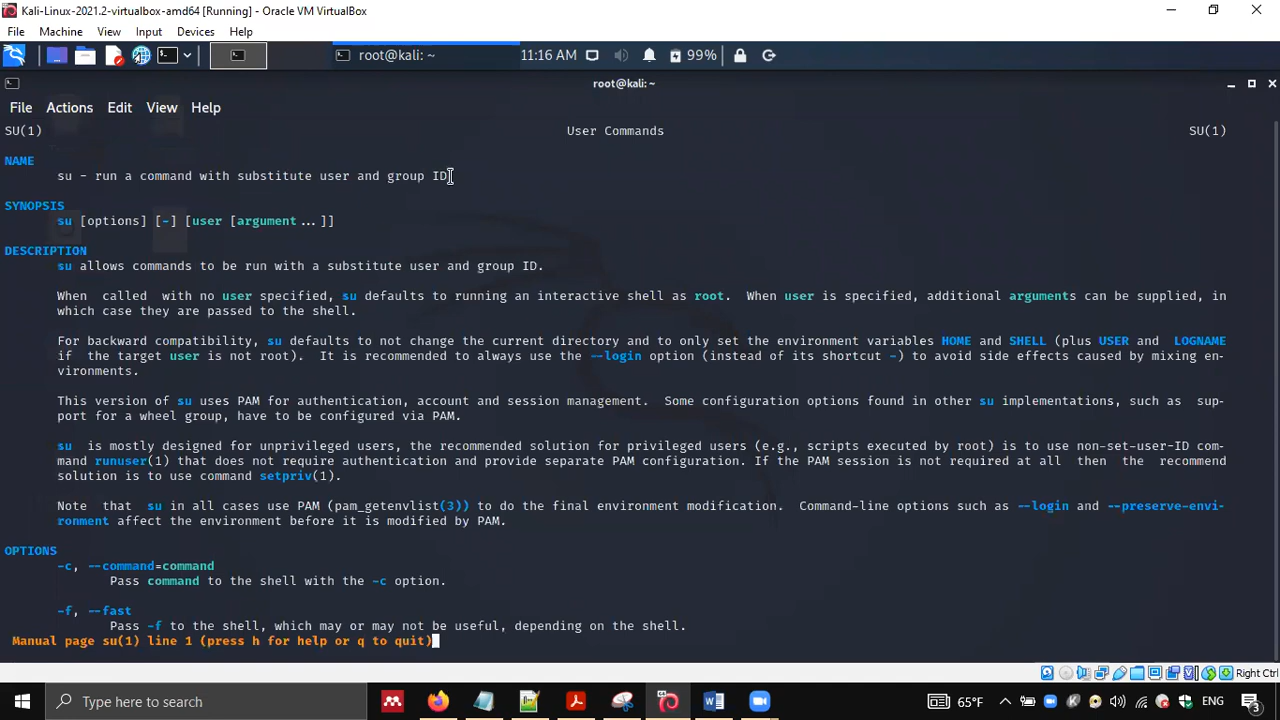 Kali-Linux-2021.2-virtualbox-amd64 [Running] - Oracle VM VirtualBox
File Machine View Input Devices Help
root@kali: ~ 11:16 AM 99%
root@kali: ~
File Actions Edit View Help
SU(1) User Commands SU(1)
NAME
su - run a command with substitute user and group ID
SYNOPSIS
su [options] [-] [user [argument...]]
DESCRIPTION
su allows commands to be run with a substitute user and group ID.
When called with no user specified, su defaults to running an interactive shell as root. When user is specified, additional arguments can be supplied, in
which case they are passed to the shell.
For backward compatibility, su defaults to not change the current directory and to only set the environment variables HOME and SHELL (plus USER and LOGNAME
if the target user is not root). It is recommended to always use the --login option (instead of its shortcut -) to avoid side effects caused by mixing en-
vironments.
This version of su uses PAM for authentication, account and session management. Some configuration options found in other su implementations, such as sup-
port for a wheel group, have to be configured via PAM.
su is mostly designed for unprivileged users, the recommended solution for privileged users (e.g., scripts executed by root) is to use non-set-user-ID com-
mand runuser(1) that does not require authentication and provide separate PAM configuration. If the PAM session is not required at all then the recommend
solution is to use command setpriv(1).
Note that su in all cases use PAM (pam_getenvlist(3)) to do the final environment modification. Command-line options such as --login and --preserve-envi-
ronment affect the environment before it is modified by PAM.
OPTIONS
-c, --command=command
Pass command to the shell with the -c option.
-f, --fast
Pass -f to the shell, which may or may not be useful, depending on the shell.
Manual page su(1) line 1 (press h for help or q to quit)
Right Ctrl
Type here to search 65°F ENG 3